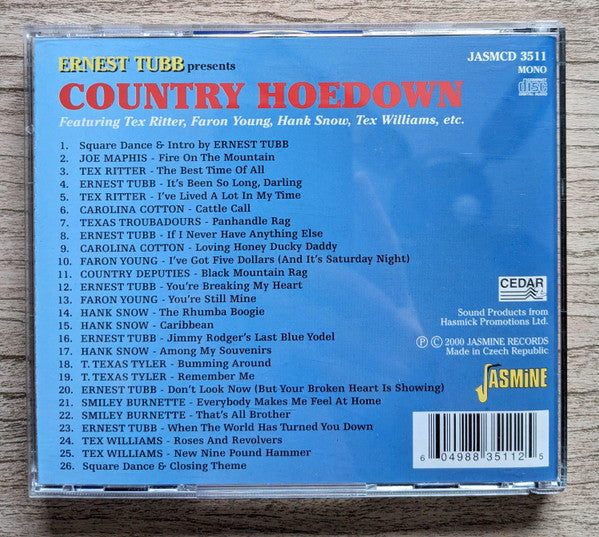 ERNEST TUBB presents
JASMCD 3511
MONO
COUNTRY HOEDOWN
COMPACT
disc
DIGITAL AUDIO
Featuring Tex Ritter, Faron Young, Hank Snow, Tex Williams, etc.
1. Square Dance & Intro by ERNEST TUBB
2. JOE MAPHIS - Fire On The Mountain
3. TEX RITTER - The Best Time Of All
4. ERNEST TUBB - It's Been So Long, Darling
5. TEX RITTER - I've Lived A Lot In My Time
6. CAROLINA COTTON - Cattle Call
7. TEXAS TROUBADOURS - Panhandle Rag
8. ERNEST TUBB - If I Never Have Anything Else
9. CAROLINA COTTON - Loving Honey Ducky Daddy
10. FARON YOUNG - I've Got Five Dollars (And It's Saturday Night)
11. COUNTRY DEPUTIES - Black Mountain Rag
12. ERNEST TUBB - You're Breaking My Heart
13. FARON YOUNG - You're Still Mine
14. HANK SNOW - The Rhumba Boogie
15. HANK SNOW - Caribbean
16. ERNEST TUBB - Jimmy Rodger's Last Blue Yodel
17. HANK SNOW - Among My Souvenirs
18. T. TEXAS TYLER - Bumming Around
19. T. TEXAS TYLER - Remember Me
20. ERNEST TUBB - Don't Look Now (But Your Broken Heart Is Showing)
21. SMILEY BURNETTE - Everybody Makes Me Feel At Home
22. SMILEY BURNETTE - That's All Brother
23. ERNEST TUBB - When The World Has Turned You Down
24. TEX WILLIAMS - Roses And Revolvers
25. TEX WILLIAMS - New Nine Pound Hammer
26. Square Dance & Closing Theme
CEDAR
Sound Products from
Hasmick Promotions Ltd.
℗ © 2000 JASMINE RECORDS
Made in Czech Republic
JASMINE
6 04988 35112 5